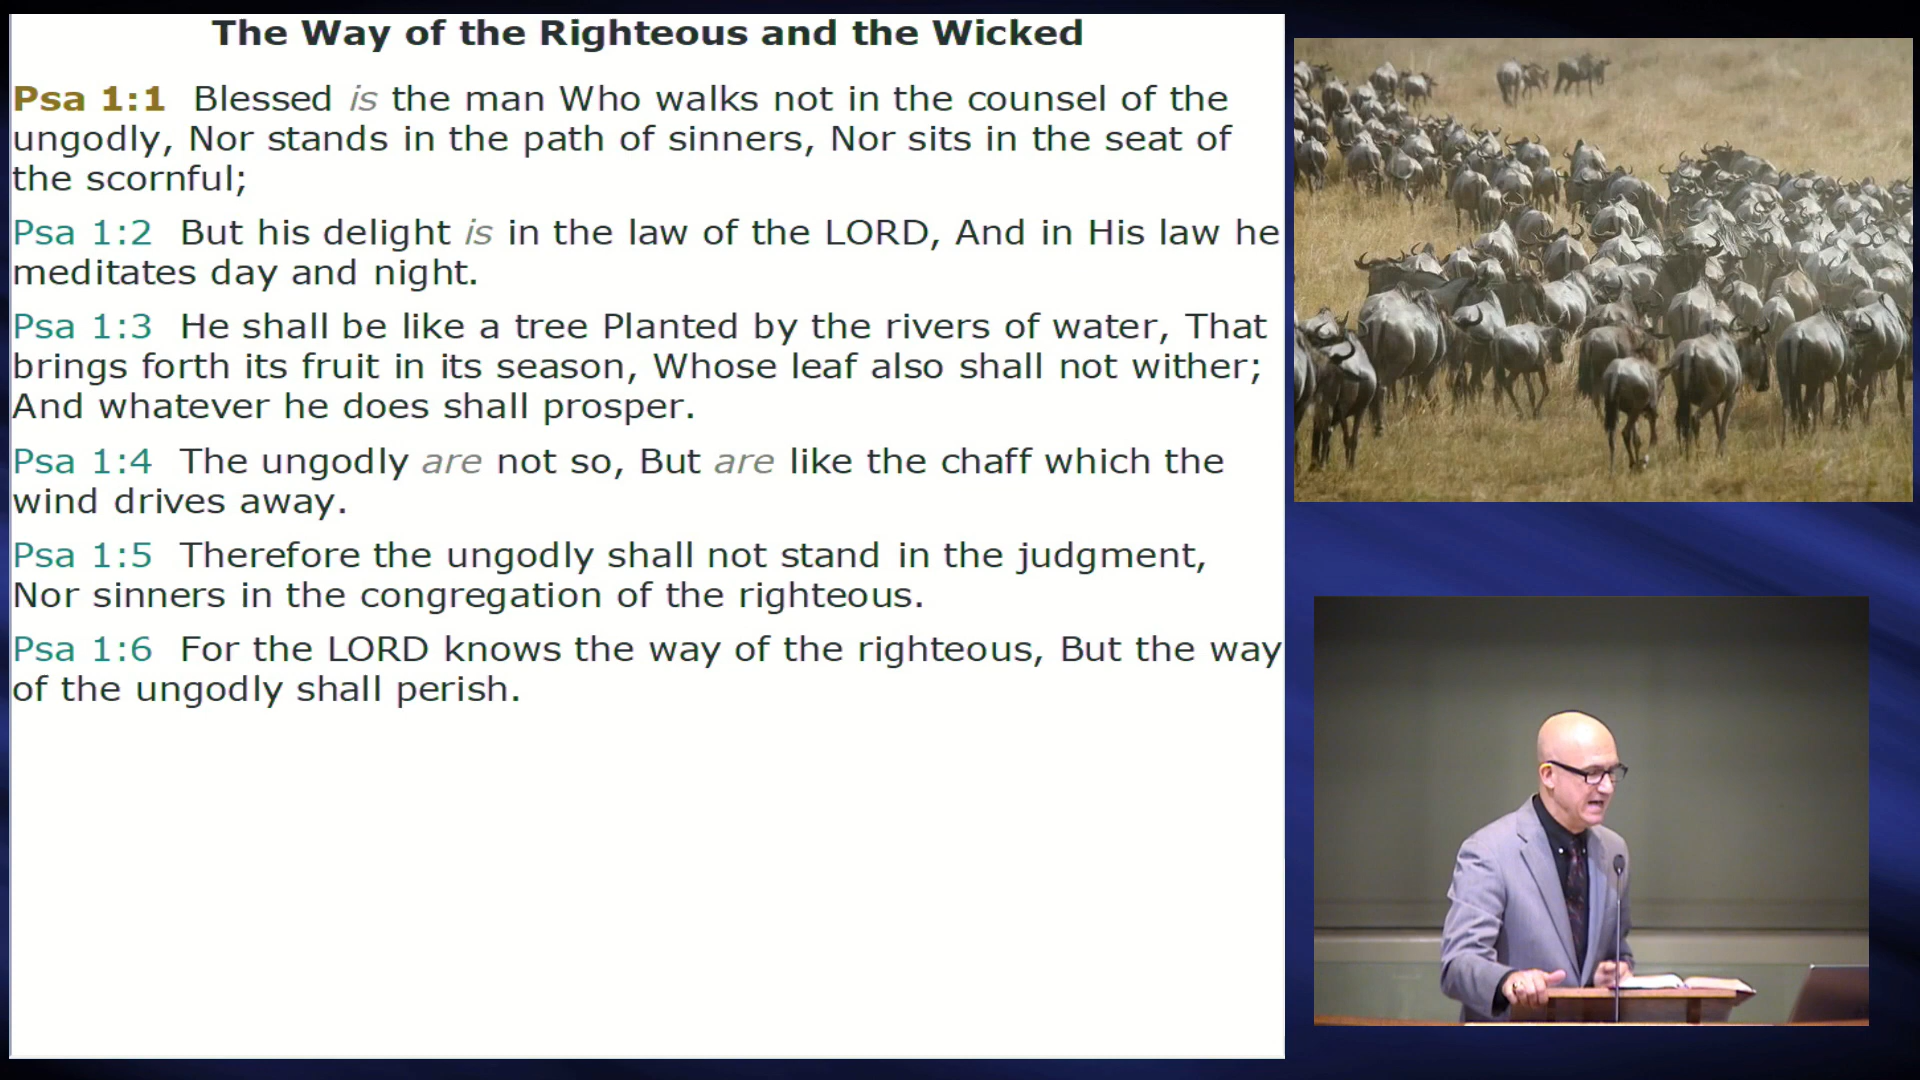 The Way of the Righteous and the Wicked
Psa 1:1 Blessed is the man Who walks not in the counsel of the
ungodly, Nor stands in the path of sinners, Nor sits in the seat of
the scornful;
Psa 1:2 But his delight is in the law of the LORD, And in His law he
meditates day and night.
Psa 1:3 He shall be like a tree Planted by the rivers of water, That
brings forth its fruit in its season, Whose leaf also shall not wither;
And whatever he does shall prosper.
Psa 1:4 The ungodly are not so, But are like the chaff which the
wind drives away.
Psa 1:5 Therefore the ungodly shall not stand in the judgment,
Nor sinners in the congregation of the righteous.
Psa 1:6 For the LORD knows the way of the righteous, But the way
of the ungodly shall perish.